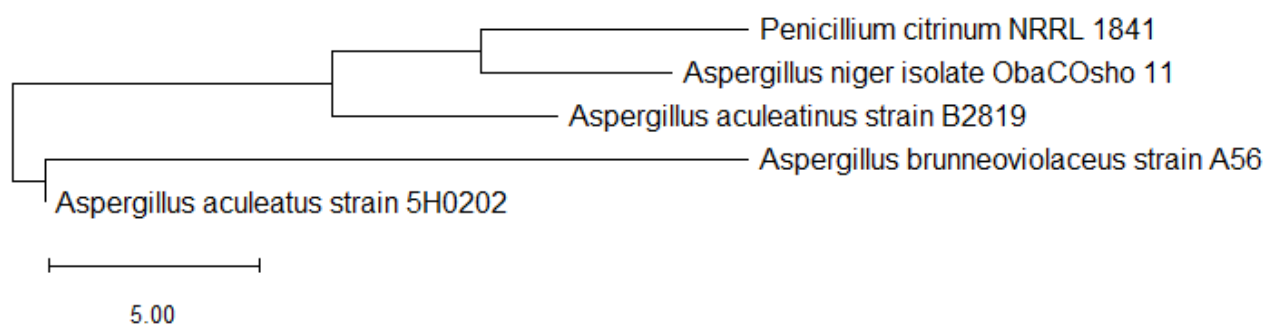 Penicillium citrinum NRRL 1841
Aspergillus niger isolate ObaCOsho 11
Aspergillus aculeatinus strain B2819
Aspergillus brunneoviolaceus strain A56
Aspergillus aculeatus strain 5H0202
5.00